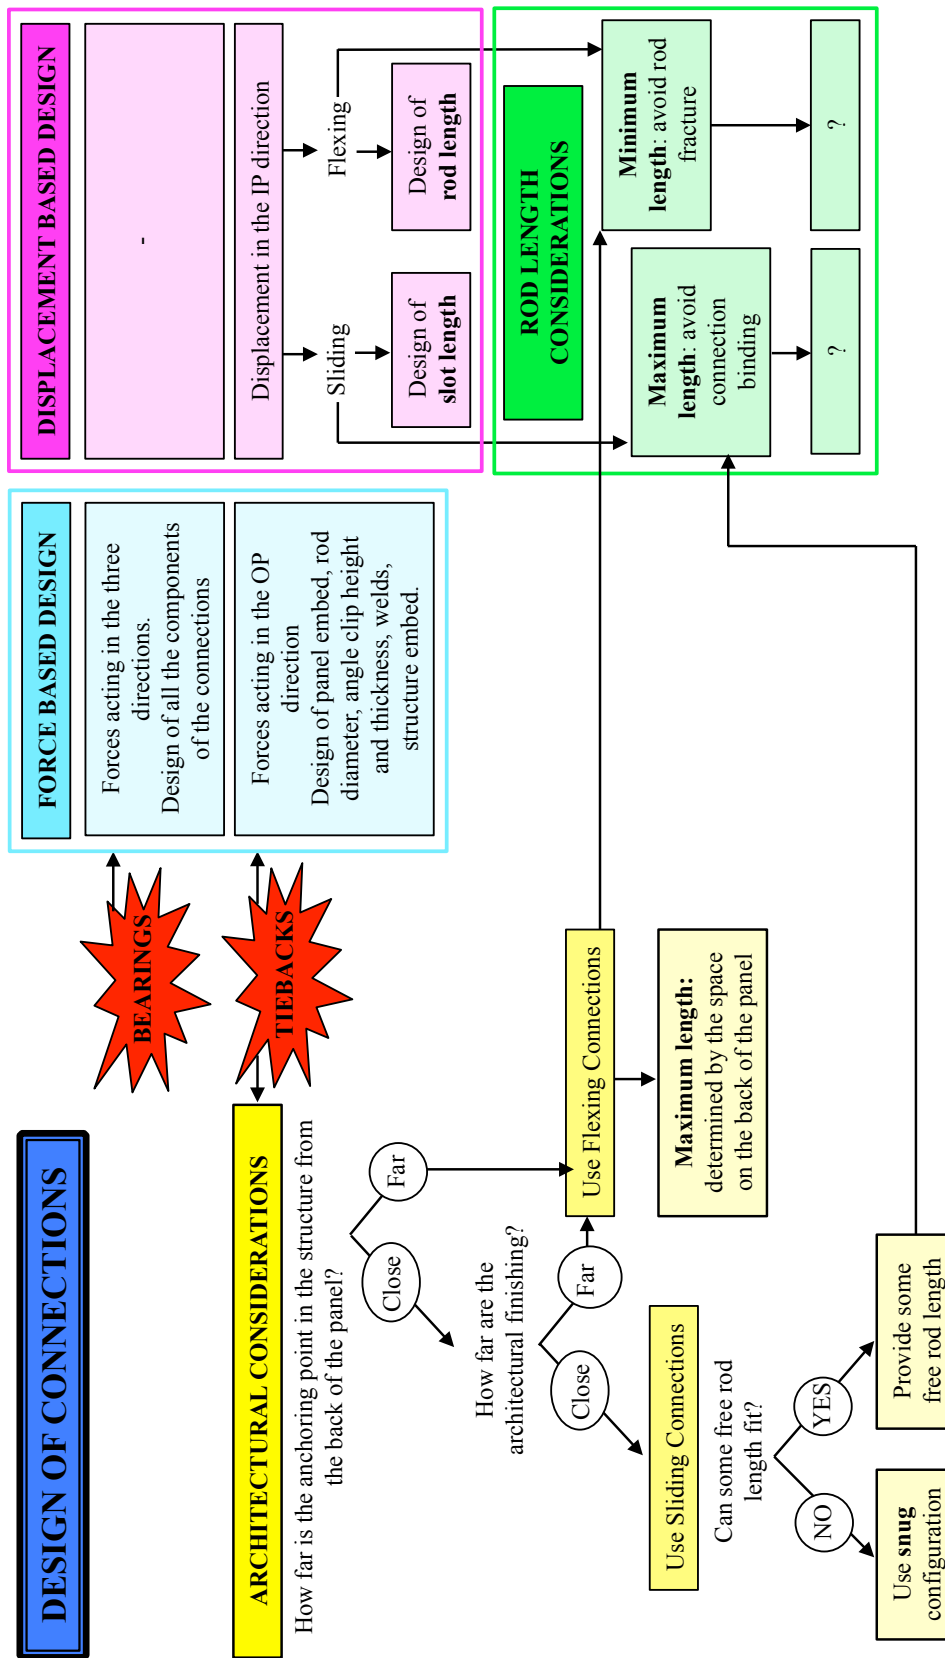 DESIGN OF CONNECTIONS
BEARINGS
TIEBACKS
FORCE BASED DESIGN
Forces acting in the three
directions.
Design of all the components
of the connections
Forces acting in the OP
direction
Design of panel embed, rod
diameter, angle clip height
and thickness, welds,
structure embed.
DISPLACEMENT BASED DESIGN
-
Displacement in the IP direction
Sliding
Flexing
Design of
slot length
Design of
rod length
ARCHITECTURAL CONSIDERATIONS
How far is the anchoring point in the structure from
the back of the panel?
Close
Far
How far are the
architectural finishing?
Close
Far
Use Flexing Connections
Maximum length:
determined by the space
on the back of the panel
Use Sliding Connections
Can some free rod
length fit?
NO
YES
Use snug
configuration
Provide some
free rod length
ROD LENGTH
CONSIDERATIONS
Maximum
length: avoid
connection
binding
Minimum
length: avoid rod
fracture
?
?